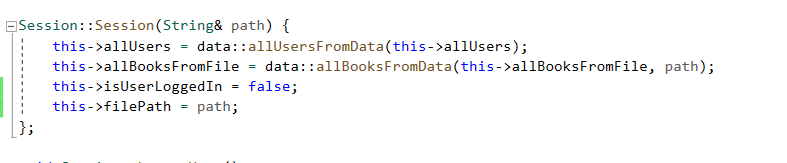 Session::Session(String& path) {
    this->allUsers = data::allUsersFromData(this->allUsers);
    this->allBooksFromFile = data::allBooksFromData(this->allBooksFromFile, path);
    this->isUserLoggedIn = false;
    this->filePath = path;
};